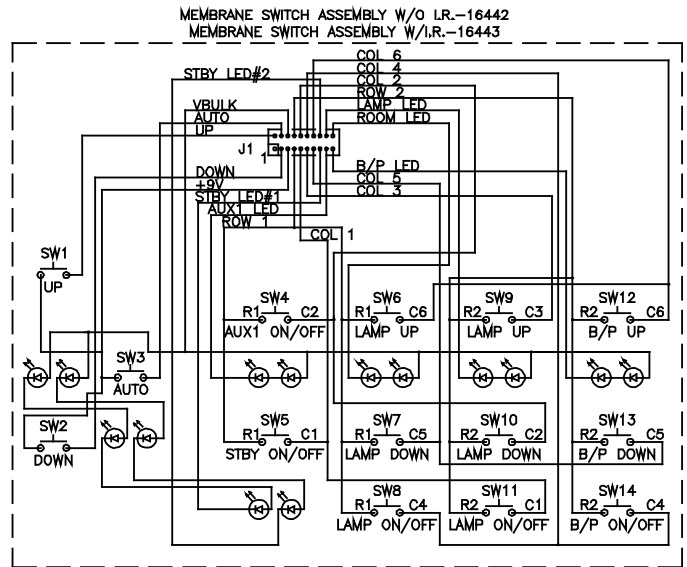 MEMBRANE SWITCH ASSEMBLY W/O I.R.-16442
MEMBRANE SWITCH ASSEMBLY W/I.R.-16443
COL 6
COL 4
STBY LED#2
COL 2
ROW 2
VBULK
LAMP LED
AUTO
ROOM LED
UP
J1
1
DOWN
B/P LED
+9V
COL 5
STBY LED#1
COL 3
AUX1 LED
ROW 1
COL 1
SW1
UP
SW4
SW6
SW9
SW12
R1 C2
R1 C6
R2 C3
R2 C6
AUX1 ON/OFF
LAMP UP
LAMP UP
B/P UP
SW3
AUTO
SW2
DOWN
SW5
SW7
SW10
SW13
R1 C1
R1 C5
R2 C2
R2 C5
STBY ON/OFF
LAMP DOWN
LAMP DOWN
B/P DOWN
SW8
SW11
SW14
R1 C4
R2 C1
R2 C4
LAMP ON/OFF
LAMP ON/OFF
B/P ON/OFF